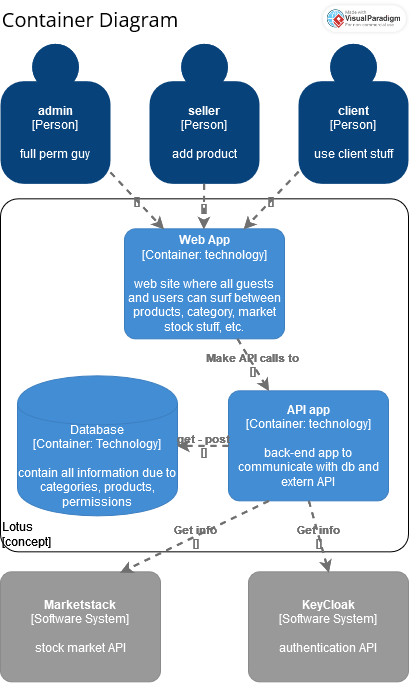 Container Diagram
Made with
VisualParadigm
For non-commercial use
admin
[Person]
full perm guy
seller
[Person]
add product
client
[Person]
use client stuff
[]
[]
[]
Web App
[Container: technology]
web site where all guests
and users can surf between
products, category, market
stock stuff, etc.
Make API calls to
[]
Database
[Container: Technology]
contain all information due to
categories, products,
permissions
get - post
[]
API app
[Container: technology]
back-end app to
communicate with db and
extern API
Lotus
[concept]
Get info
[]
Get info
[]
Marketstack
[Software System]
stock market API
KeyCloak
[Software System]
authentication API